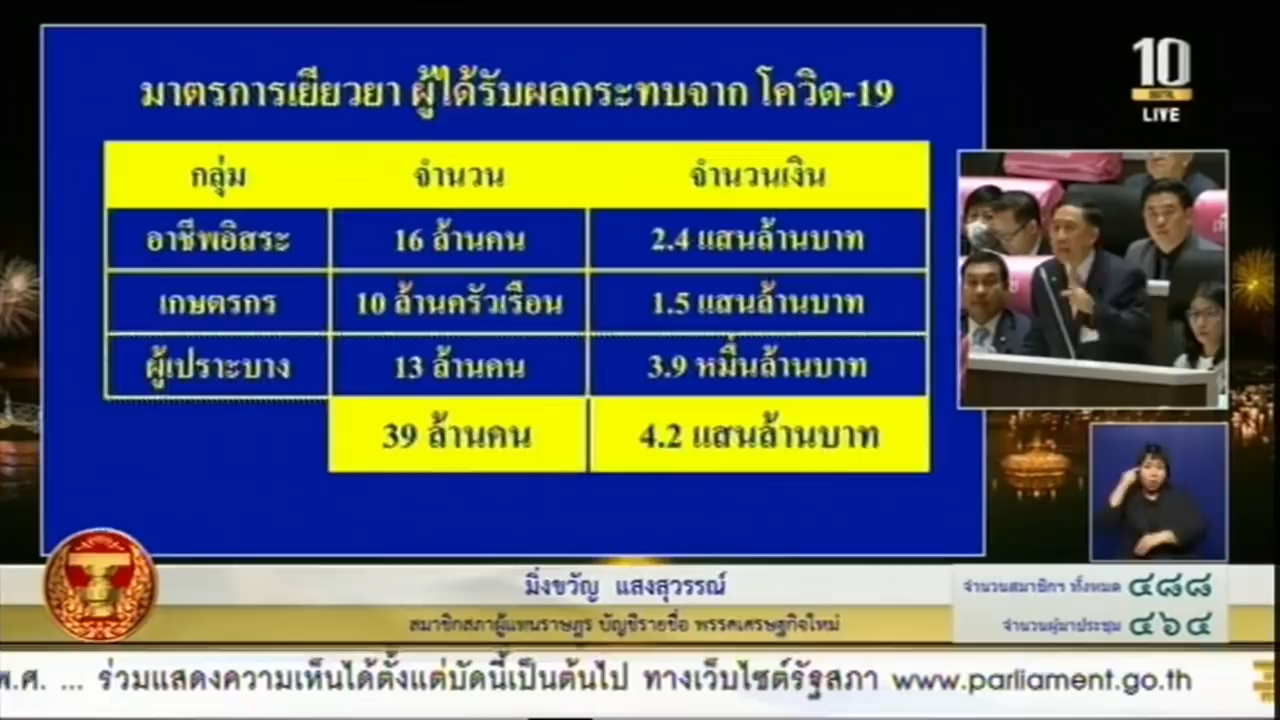 มาตรการเยียวยา ผู้ได้รับผลกระทบจาก โควิด-19
กลุ่ม จำนวน จำนวนเงิน
อาชีพอิสระ 16 ล้านคน 2.4 แสนล้านบาท
เกษตรกร 10 ล้านครัวเรือน 1.5 แสนล้านบาท
ผู้เปราะบาง 13 ล้านคน 3.9 หมื่นล้านบาท
39 ล้านคน 4.2 แสนล้านบาท
10
LIVE
มิ่งขวัญ แสงสุวรรณ์
สมาชิกสภาผู้แทนราษฎร บัญชีรายชื่อ พรรคเศรษฐกิจใหม่
จำนวนสมาชิกฯ ทั้งหมด ๔๘๘
จำนวนผู้มาประชุม ๔๖๔
พ.ศ. ... ร่วมแสดงความเห็นได้ตั้งแต่บัดนี้เป็นต้นไป ทางเว็บไซต์รัฐสภา www.parliament.go.th